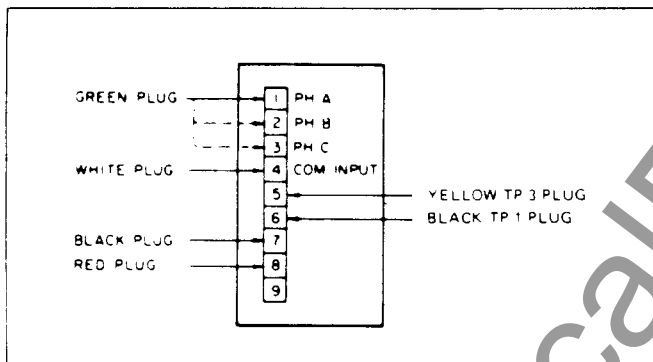 GREEN PLUG 1 PH A
2 PH B
3 PH C
WHITE PLUG 4 COM INPUT
5 YELLOW TP 3 PLUG
6 BLACK TP 1 PLUG
BLACK PLUG 7
RED PLUG 8
9